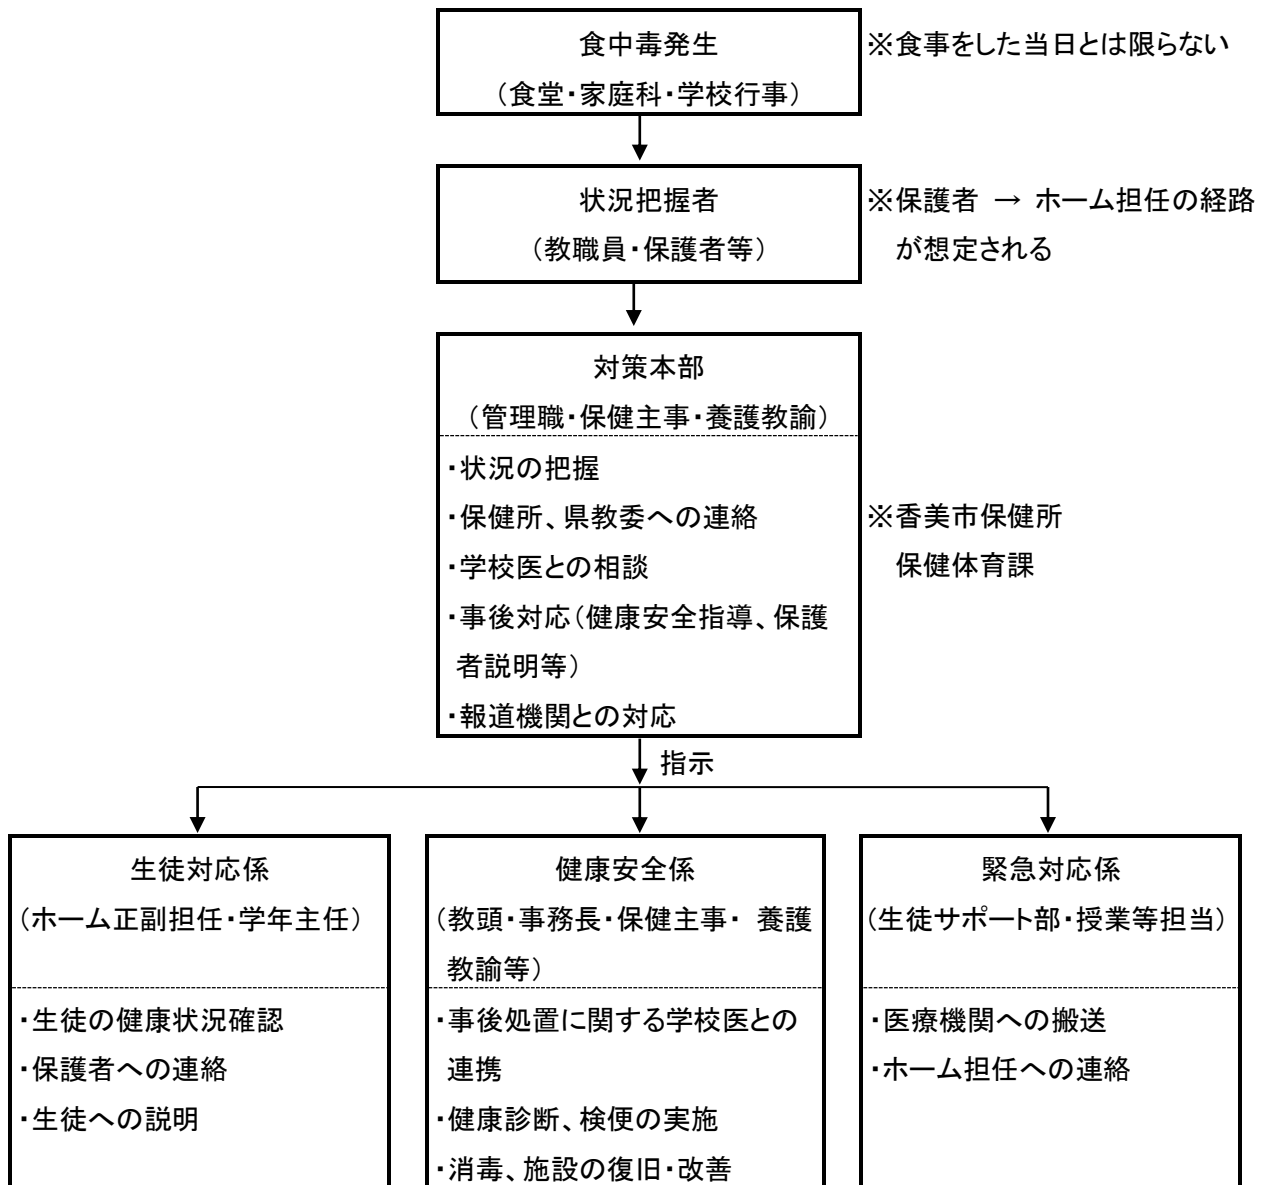 食中毒発生
(食堂・家庭科・学校行事)
※食事をした当日とは限らない
状況把握者
(教職員・保護者等)
※保護者 → ホーム担任の経路
が想定される
対策本部
(管理職・保健主事・養護教諭)
・状況の把握
・保健所、県教委への連絡
・学校医との相談
・事後対応(健康安全指導、保護
者説明等)
・報道機関との対応
※香美市保健所
保健体育課
指示
生徒対応係
(ホーム正副担任・学年主任)
・生徒の健康状況確認
・保護者への連絡
・生徒への説明
健康安全係
(教頭・事務長・保健主事・ 養護
教諭等)
・事後処置に関する学校医との
連携
・健康診断、検便の実施
・消毒、施設の復旧・改善
緊急対応係
(生徒サポート部・授業等担当)
・医療機関への搬送
・ホーム担任への連絡